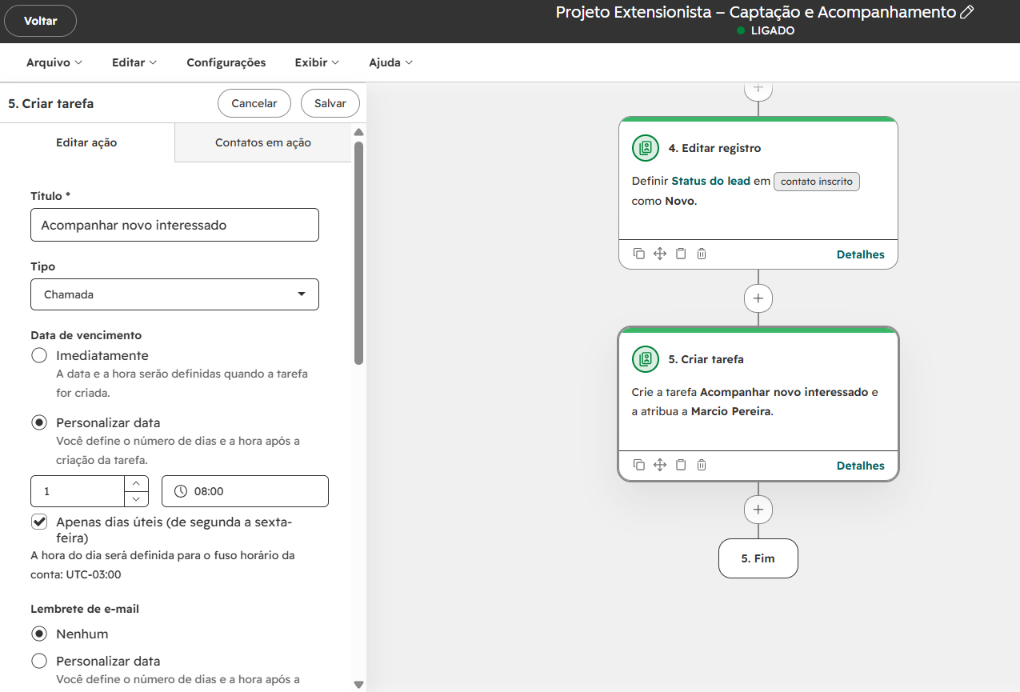 Voltar
Projeto Extensionista – Captação e Acompanhamento
LIGADO
Arquivo
Editar
Configurações
Exibir
Ajuda
5. Criar tarefa
Cancelar
Salvar
Editar ação
Contatos em ação
Título *
Acompanhar novo interessado
Tipo
Chamada
Data de vencimento
Imediatamente
A data e a hora serão definidas quando a tarefa
for criada.
Personalizar data
Você define o número de dias e a hora após a
criação da tarefa.
1
08:00
Apenas dias úteis (de segunda a sexta-
feira)
A hora do dia será definida para o fuso horário da
conta: UTC-03:00
Lembrete de e-mail
Nenhum
Personalizar data
Você define o número de dias e a hora após a
4. Editar registro
Definir Status do lead em contato inscrito
como Novo.
Detalhes
5. Criar tarefa
Crie a tarefa Acompanhar novo interessado e
a atribua a Marcio Pereira.
Detalhes
5. Fim